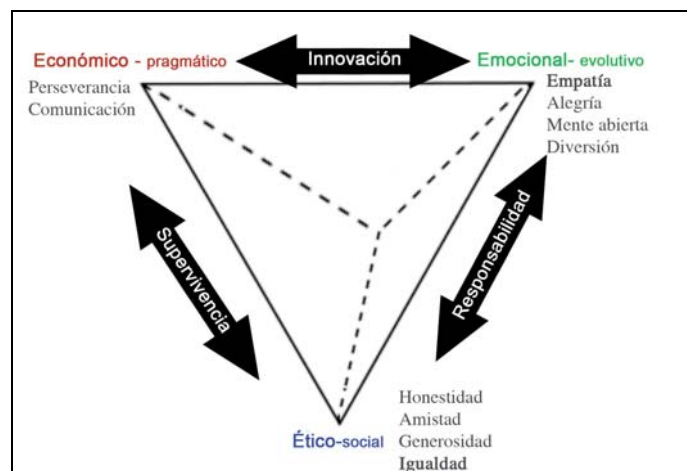 Económico - pragmático
Innovación
Emocional- evolutivo
Perseverancia
Comunicación
Empatía
Alegría
Mente abierta
Diversión
Supervivencia
Responsabilidad
Ético-social
Honestidad
Amistad
Generosidad
Igualdad